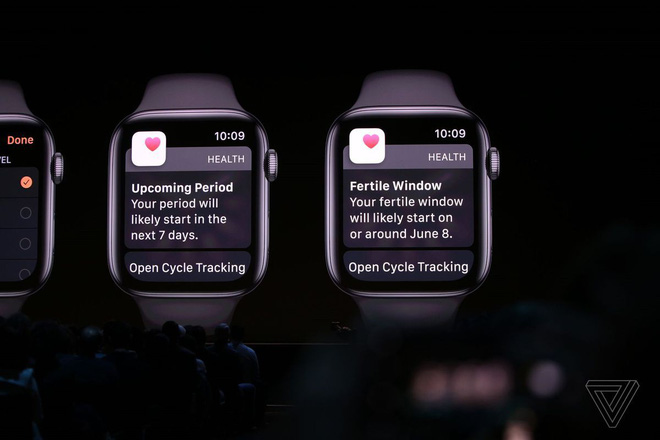 Done
VEL
10:09
HEALTH
Upcoming Period
Your period will
likely start in the
next 7 days.
Open Cycle Tracking
10:09
HEALTH
Fertile Window
Your fertile window
will likely start on
or around June 8.
Open Cycle Tracking